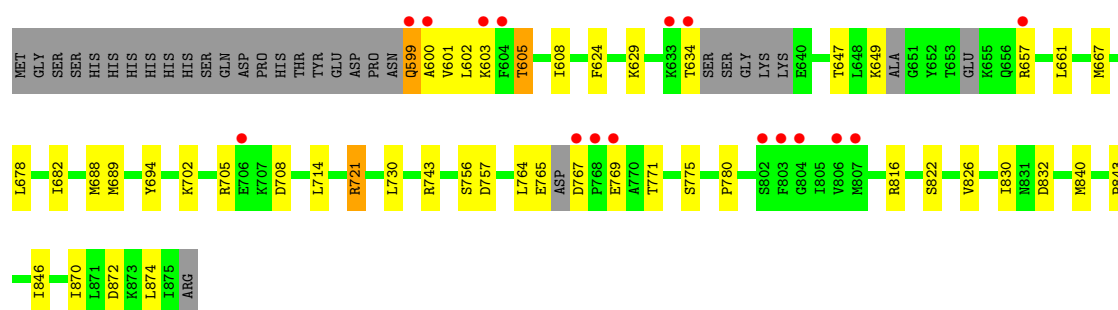 MET GLY SER SER HIS HIS HIS HIS HIS HIS SER GLN ASP PRO HIS THR TYR GLU ASP PRO ASN Q599 A600 V601 L602 K603 F604 T605 I608 F624 K629 K633 T634 SER SER GLY LYS LYS E640 T647 L648 K649 ALA G651 Y652 T653 GLU K655 Q656 R657 L661 M667
L678 I682 M688 M689 Y694 K702 R705 E706 K707 D708 L714 R721 L730 R743 S756 D757 L764 E765 ASP D767 P768 E769 A770 T771 S775 P780 S802 F803 G804 I805 V806 M807 R816 S822 V826 I830 N831 D832 M840
I846 I870 L871 D872 K873 L874 I875 ARG